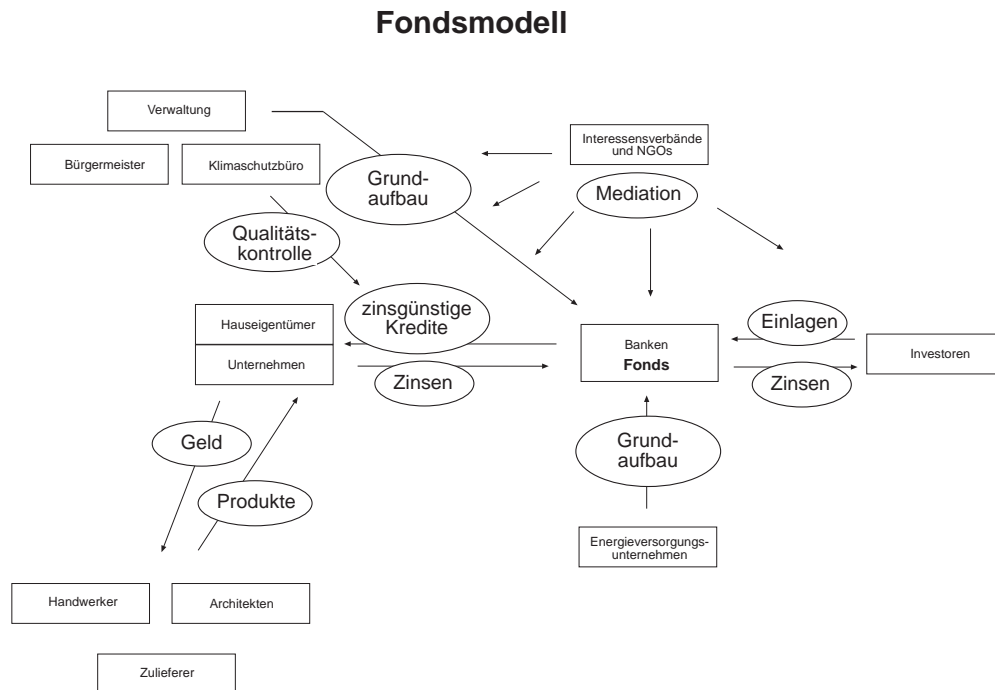 Fondsmodell
Verwaltung
Bürgermeister
Klimaschutzbüro
Interessensverbände
und NGOs
Grund-
aufbau
Mediation
Qualitäts-
kontrolle
Hauseigentümer
Unternehmen
zinsgünstige
Kredite
Zinsen
Banken
Fonds
Einlagen
Zinsen
Investoren
Geld
Produkte
Grund-
aufbau
Energieversorgungs-
unternehmen
Handwerker
Architekten
Zulieferer